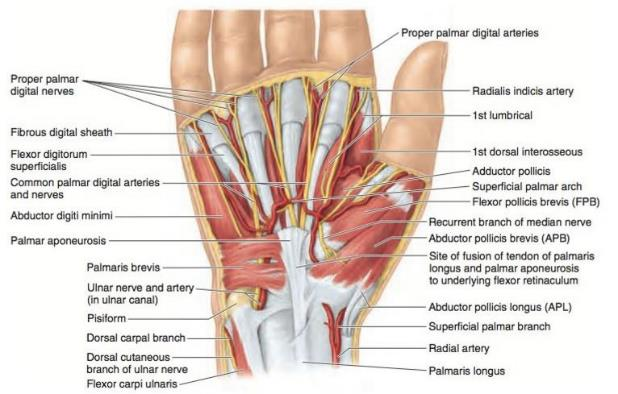 Proper palmar digital arteries
Proper palmar
digital nerves
Radialis indicis artery
1st lumbrical
Fibrous digital sheath
Flexor digitorum
superficialis
1st dorsal interosseous
Adductor pollicis
Common palmar digital arteries
and nerves
Superficial palmar arch
Flexor pollicis brevis (FPB)
Abductor digiti minimi
Recurrent branch of median nerve
Palmar aponeurosis
Abductor pollicis brevis (APB)
Site of fusion of tendon of palmaris
longus and palmar aponeurosis
to underlying flexor retinaculum
Palmaris brevis
Ulnar nerve and artery
(in ulnar canal)
Abductor pollicis longus (APL)
Pisiform
Superficial palmar branch
Dorsal carpal branch
Radial artery
Dorsal cutaneous
branch of ulnar nerve
Palmaris longus
Flexor carpi ulnaris